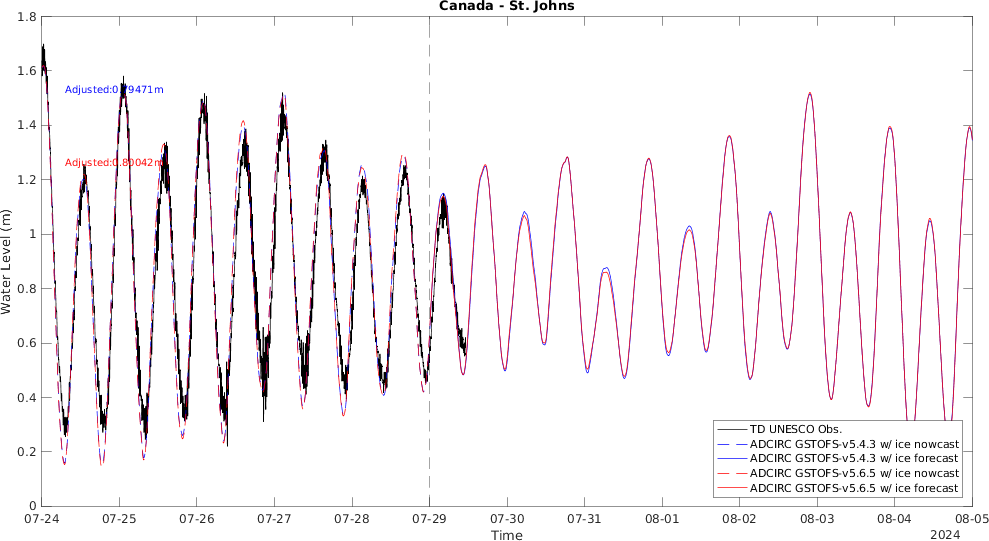 Canada - St. Johns
1.8
1.6
1.4
1.2
1
0.8
0.6
0.4
0.2
0
Water Level (m)
Adjusted:0.79471m
Adjusted:0.80042m
TD UNESCO Obs.
ADCIRC GSTOFS-v5.4.3 w/ ice nowcast
ADCIRC GSTOFS-v5.4.3 w/ ice forecast
ADCIRC GSTOFS-v5.6.5 w/ ice nowcast
ADCIRC GSTOFS-v5.6.5 w/ ice forecast
07-24 07-25 07-26 07-27 07-28 07-29 07-30 07-31 08-01 08-02 08-03 08-04 08-05
Time
2024